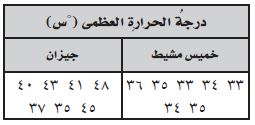 درجةُ الحرارةِ العظمى (°س)
خميس مشيط
جيزان
٣٣ ٣٤ ٣٣ ٣٥ ٣٦
٣٥ ٣٤
٤٨ ٤١ ٤٣ ٤٠
٤٥ ٣٥ ٣٧